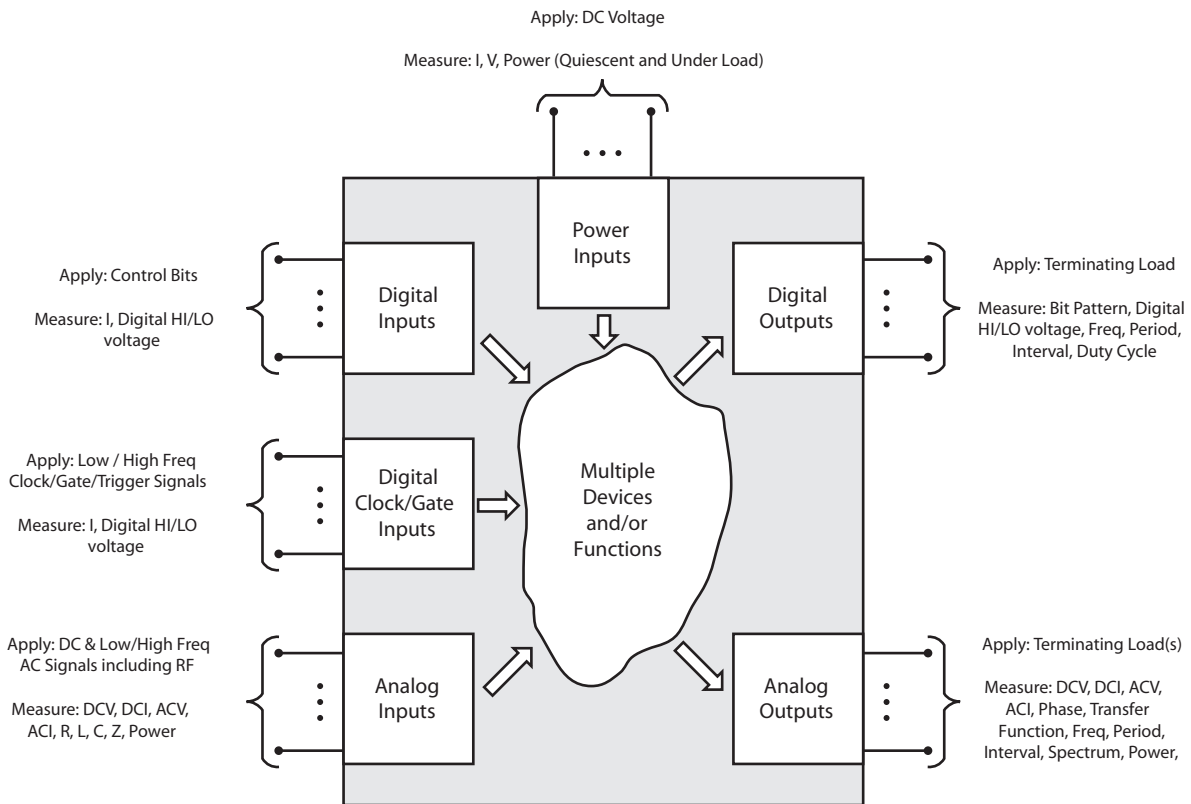 Apply: DC Voltage
Measure: I, V, Power (Quiescent and Under Load)
Power
Inputs
Apply: Control Bits
Measure: I, Digital HI/LO
voltage
Digital
Inputs
Digital
Outputs
Apply: Terminating Load
Measure: Bit Pattern, Digital
HI/LO voltage, Freq, Period,
Interval, Duty Cycle
Apply: Low / High Freq
Clock/Gate/Trigger Signals
Measure: I, Digital HI/LO
voltage
Digital
Clock/Gate
Inputs
Multiple
Devices
and/or
Functions
Apply: DC & Low/High Freq
AC Signals including RF
Measure: DCV, DCI, ACV,
ACI, R, L, C, Z, Power
Analog
Inputs
Analog
Outputs
Apply: Terminating Load(s)
Measure: DCV, DCI, ACV,
ACI, Phase, Transfer
Function, Freq, Period,
Interval, Spectrum, Power,